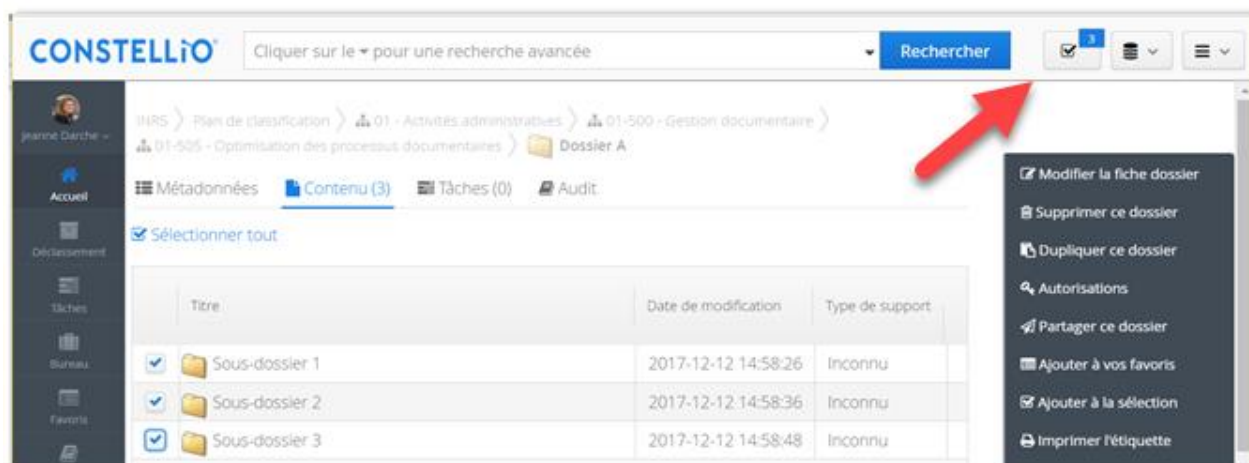 CONSTELLiO
Cliquer sur le ▾ pour une recherche avancée
Rechercher
3
Jeanne Darche
INRS 〉 Plan de classification 〉 01 - Activités administratives 〉 01-500 - Gestion documentaire 〉
01-505 - Optimisation des processus documentaires 〉 Dossier A
Accueil
Métadonnées Contenu (3) Tâches (0) Audit
Sélectionner tout
Déclassement
Tâches
Bureau
Favoris
Titre Date de modification Type de support
Sous-dossier 1 2017-12-12 14:58:26 Inconnu
Sous-dossier 2 2017-12-12 14:58:36 Inconnu
Sous-dossier 3 2017-12-12 14:58:48 Inconnu
Modifier la fiche dossier
Supprimer ce dossier
Dupliquer ce dossier
Autorisations
Partager ce dossier
Ajouter à vos favoris
Ajouter à la sélection
Imprimer l'étiquette